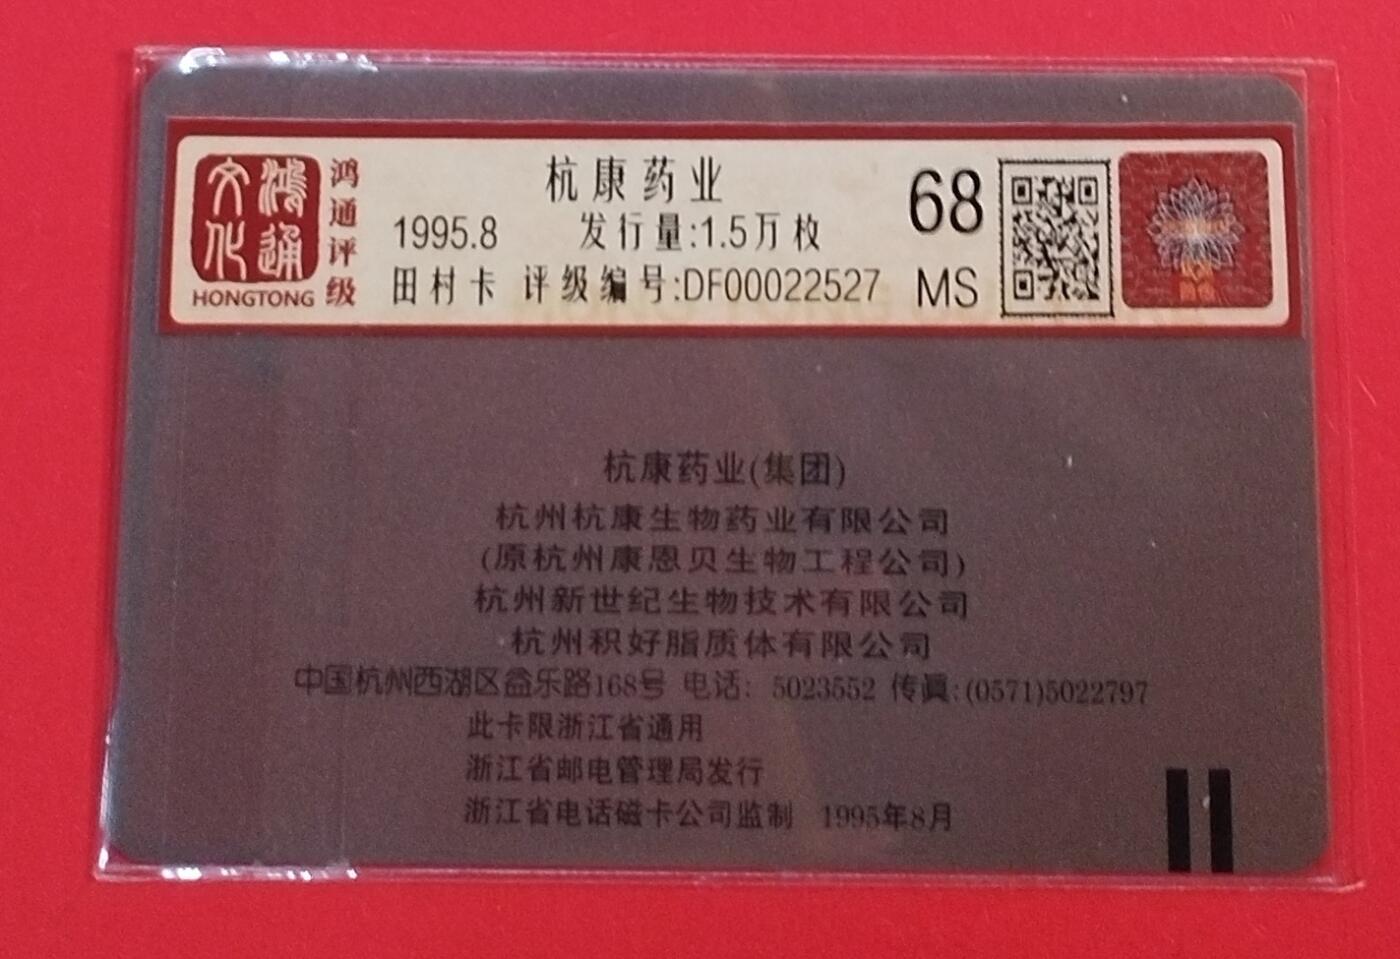 鸿通文化
HONGTONG
鸿通评级
杭康药业
1995.8 发行量:1.5万枚
田村卡 评级编号:DF00022527
68
MS
杭康药业(集团)
杭州杭康生物药业有限公司
(原杭州康恩贝生物工程公司)
杭州新世纪生物技术有限公司
杭州积好脂质体有限公司
中国杭州西湖区益乐路168号 电话: 5023552 传真:(0571)5022797
此卡限浙江省通用
浙江省邮电管理局发行
浙江省电话磁卡公司监制 1995年8月